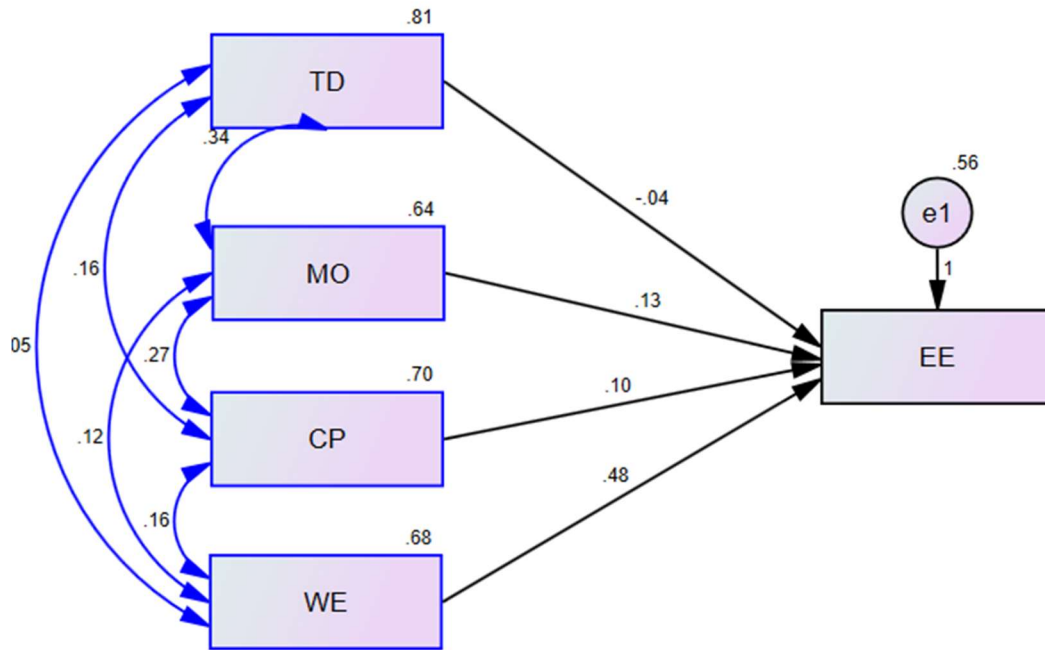 .81
TD
.34
-.04
.56
e1
.64
MO
1
.16
.13
EE
05
.27
.70
.10
CP
.12
.48
.16
.68
WE